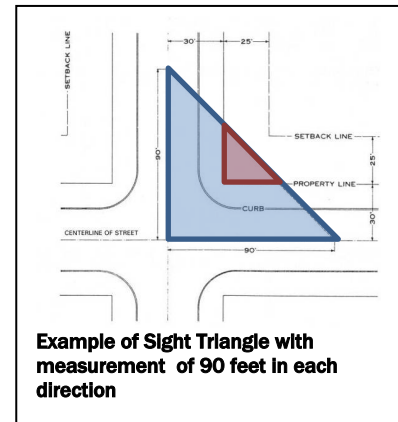 30'
25'
SETBACK LINE
90'
SETBACK LINE
25'
PROPERTY LINE
CURB
30'
CENTERLINE OF STREET
90'
Example of Sight Triangle with
measurement of 90 feet in each
direction